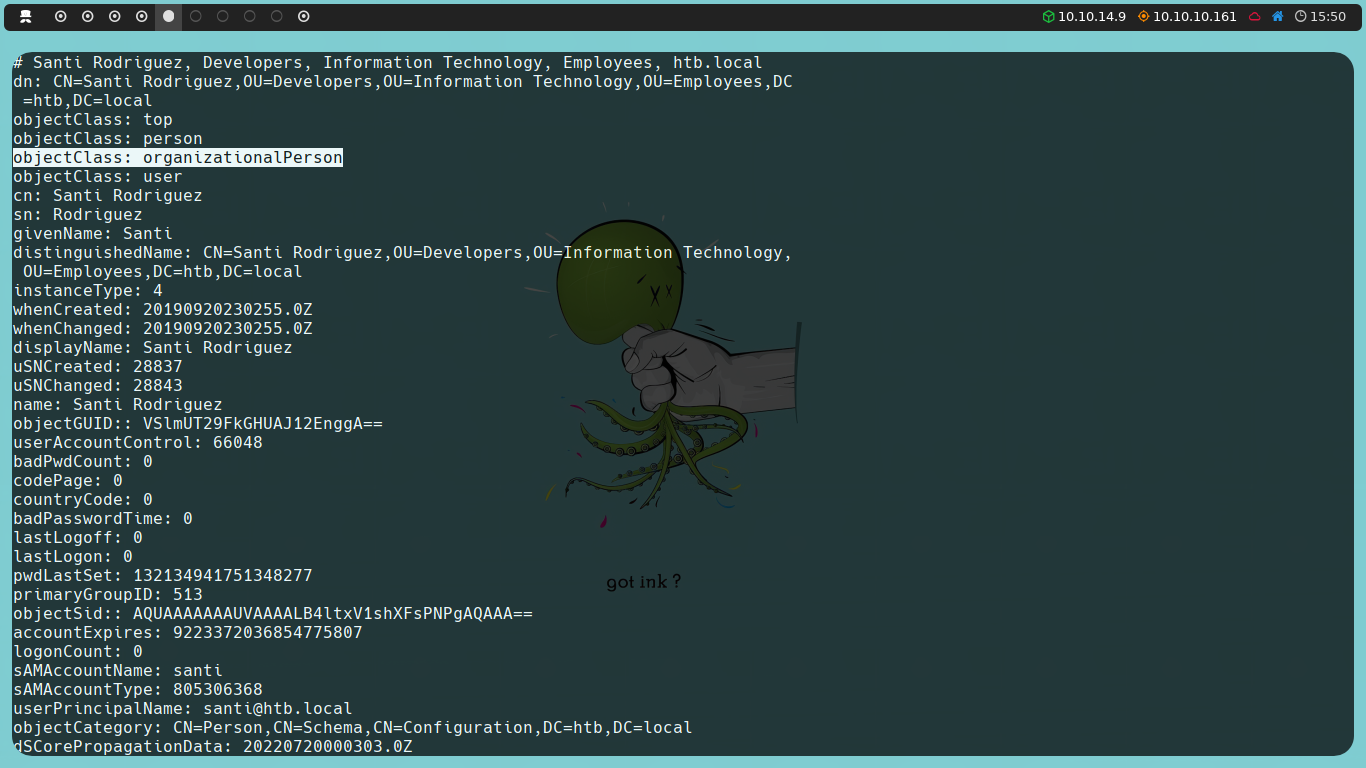 10.10.14.9 10.10.10.161 15:50
# Santi Rodriguez, Developers, Information Technology, Employees, htb.local
dn: CN=Santi Rodriguez,OU=Developers,OU=Information Technology,OU=Employees,DC
 =htb,DC=local
objectClass: top
objectClass: person
objectClass: organizationalPerson
objectClass: user
cn: Santi Rodriguez
sn: Rodriguez
givenName: Santi
distinguishedName: CN=Santi Rodriguez,OU=Developers,OU=Information Technology,
 OU=Employees,DC=htb,DC=local
instanceType: 4
whenCreated: 20190920230255.0Z
whenChanged: 20190920230255.0Z
displayName: Santi Rodriguez
uSNCreated: 28837
uSNChanged: 28843
name: Santi Rodriguez
objectGUID:: VSlmUT29FkGHUAJ12EnggA==
userAccountControl: 66048
badPwdCount: 0
codePage: 0
countryCode: 0
badPasswordTime: 0
lastLogoff: 0
lastLogon: 0
pwdLastSet: 132134941751348277
got ink ?
primaryGroupID: 513
objectSid:: AQUAAAAAAAUVAAAALB4ltxV1shXFsPNPgAQAAA==
accountExpires: 9223372036854775807
logonCount: 0
sAMAccountName: santi
sAMAccountType: 805306368
userPrincipalName: santi@htb.local
objectCategory: CN=Person,CN=Schema,CN=Configuration,DC=htb,DC=local
dSCorePropagationData: 20220720000303.0Z